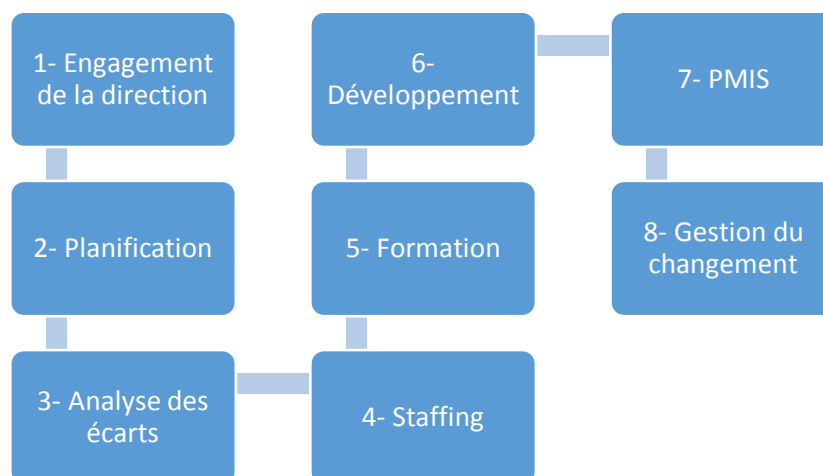 1- Engagement
de la direction
2- Planification
3- Analyse des
écarts
4- Staffing
5- Formation
6-
Développement
7- PMIS
8- Gestion du
changement